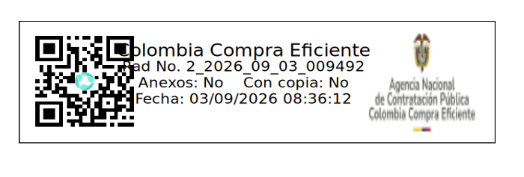 Colombia Compra Eficiente
Rad No. 2_2026_09_03_009492
Anexos: No    Con copia: No
Fecha: 03/09/2026 08:36:12
Agencia Nacional
de Contratación Pública
Colombia Compra Eficiente